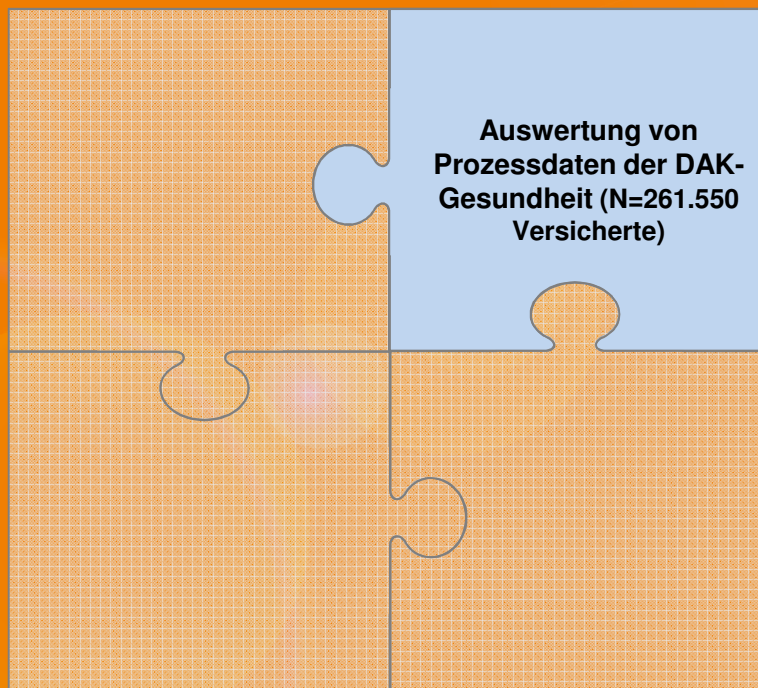 Auswertung von
Prozessdaten der DAK-
Gesundheit (N=261.550
Versicherte)